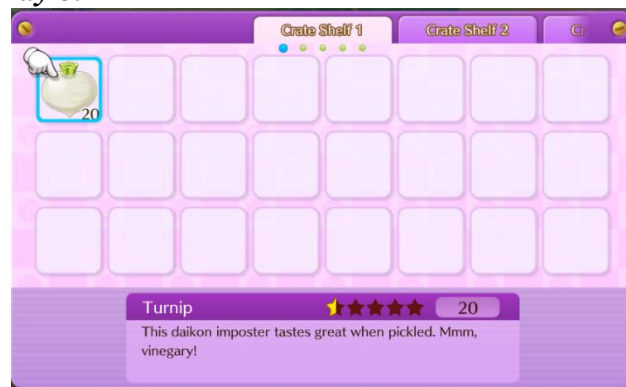 Crate Shelf 1
Crate Shelf 2
20
Turnip
20
This daikon imposter tastes great when pickled. Mmm,
vinegary!